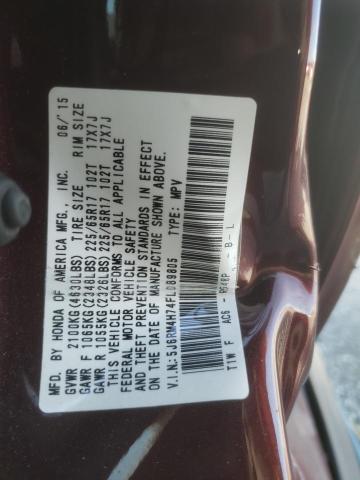 MFD. BY HONDA OF AMERICA MFG., INC. 06/15
GVWR 2100KG(4630LBS) TIRE SIZE RIM SIZE
GAWR F 1065KG(2348LBS) 225/65R17 102T 17X7J
GAWR R 1055KG(2326LBS) 225/65R17 102T 17X7J
THIS VEHICLE CONFORMS TO ALL APPLICABLE
FEDERAL MOTOR VEHICLE SAFETY
AND THEFT PREVENTION STANDARDS IN EFFECT
ON THE DATE OF MANUFACTURE SHOWN ABOVE.
V.I.N.: 5J6RM4H74FL089805 TYPE: MPV
T1W F AC6 - B - L